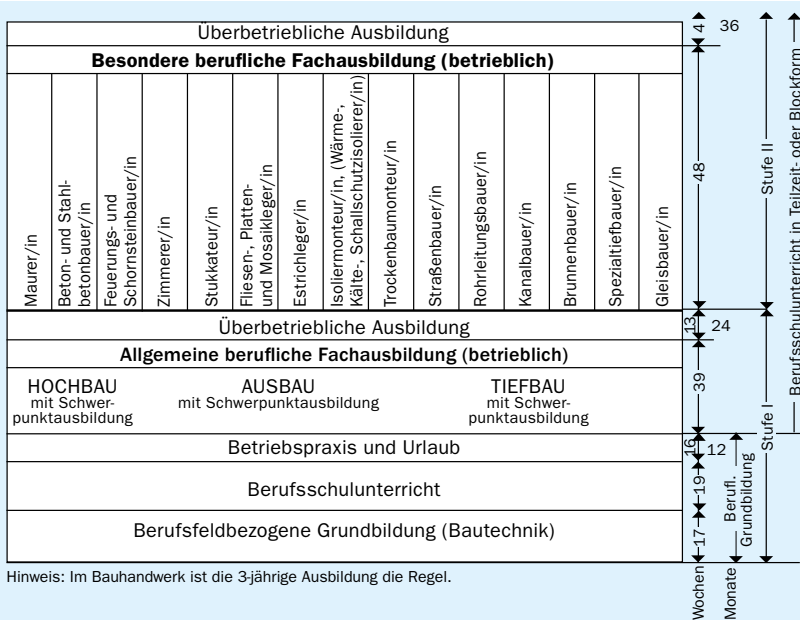 Überbetriebliche Ausbildung
Besondere berufliche Fachausbildung (betrieblich)
Maurer/in
Beton- und Stahl-
betonbauer/in
Feuerungs- und
Schornsteinbauer/in
Zimmerer/in
Stukkateur/in
Fliesen-, Platten-
und Mosaikleger/in
Estrichleger/in
Isoliermonteur/in, (Wärme-,
Kälte-, Schallschutzisolierer/in)
Trockenbaumonteur/in
Straßenbauer/in
Rohrleitungsbauer/in
Kanalbauer/in
Brunnenbauer/in
Spezialtiefbauer/in
Gleisbauer/in
Überbetriebliche Ausbildung
Allgemeine berufliche Fachausbildung (betrieblich)
HOCHBAU
mit Schwer-
punktausbildung
AUSBAU
mit Schwerpunktausbildung
TIEFBAU
mit Schwer-
punktausbildung
Betriebspraxis und Urlaub
Berufsschulunterricht
Berufsfeldbezogene Grundbildung (Bautechnik)
4
36
48
13
24
39
16
12
19
17
Berufl.
Grundbildung
Stufe II
Stufe I
Berufsschulunterricht in Teilzeit- oder Blockform
Wochen
Monate
Hinweis: Im Bauhandwerk ist die 3-jährige Ausbildung die Regel.